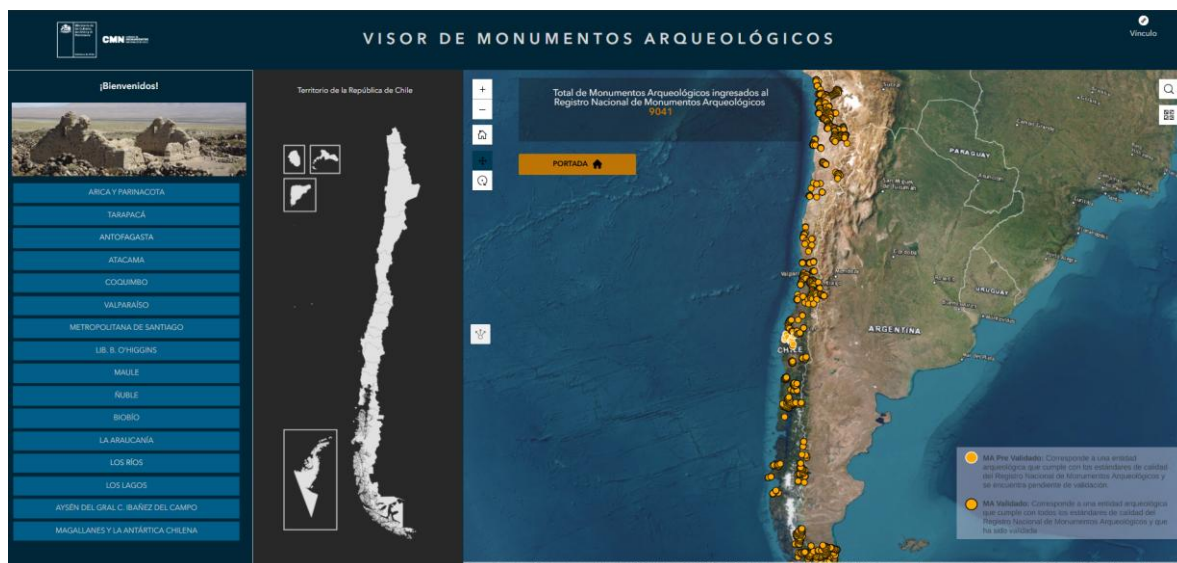 CMN
VISOR DE MONUMENTOS ARQUEOLÓGICOS
Vínculo
¡Bienvenidos!
ARICA Y PARINACOTA
TARAPACÁ
ANTOFAGASTA
ATACAMA
COQUIMBO
VALPARAÍSO
METROPOLITANA DE SANTIAGO
LIB. B. O'HIGGINS
MAULE
ÑUBLE
BIOBÍO
LA ARAUCANÍA
LOS RÍOS
LOS LAGOS
AYSÉN DEL GRAL C. IBAÑEZ DEL CAMPO
MAGALLANES Y LA ANTÁRTICA CHILENA
Territorio de la República de Chile
Total de Monumentos Arqueológicos ingresados al
Registro Nacional de Monumentos Arqueológicos
9041
PORTADA
PARAGUAY
URUGUAY
ARGENTINA
CHILE
MA Pre Validado: Corresponde a una entidad
arqueológica que cumple con los estándares de calidad
del Registro Nacional de Monumentos Arqueológicos y
se encuentra pendiente de validación.
MA Validado: Corresponde a una entidad arqueológica
que cumple con todos los estándares de calidad del
Registro Nacional de Monumentos Arqueológicos y que
ha sido validada.